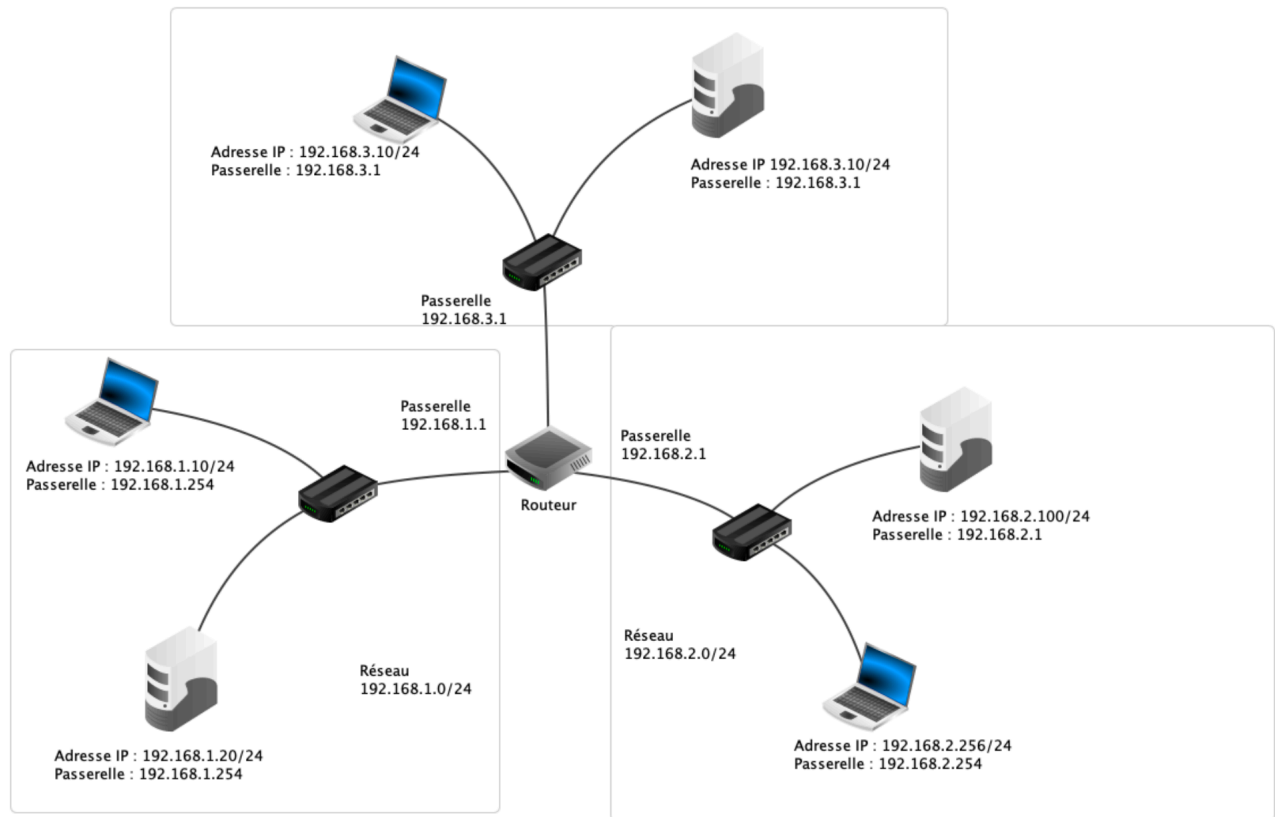 Adresse IP : 192.168.3.10/24
Passerelle : 192.168.3.1
Adresse IP 192.168.3.10/24
Passerelle : 192.168.3.1
Passerelle
192.168.3.1
Passerelle
192.168.1.1
Passerelle
192.168.2.1
Adresse IP : 192.168.1.10/24
Passerelle : 192.168.1.254
Routeur
Adresse IP : 192.168.2.100/24
Passerelle : 192.168.2.1
Réseau
192.168.2.0/24
Réseau
192.168.1.0/24
Adresse IP : 192.168.1.20/24
Passerelle : 192.168.1.254
Adresse IP : 192.168.2.256/24
Passerelle : 192.168.2.254